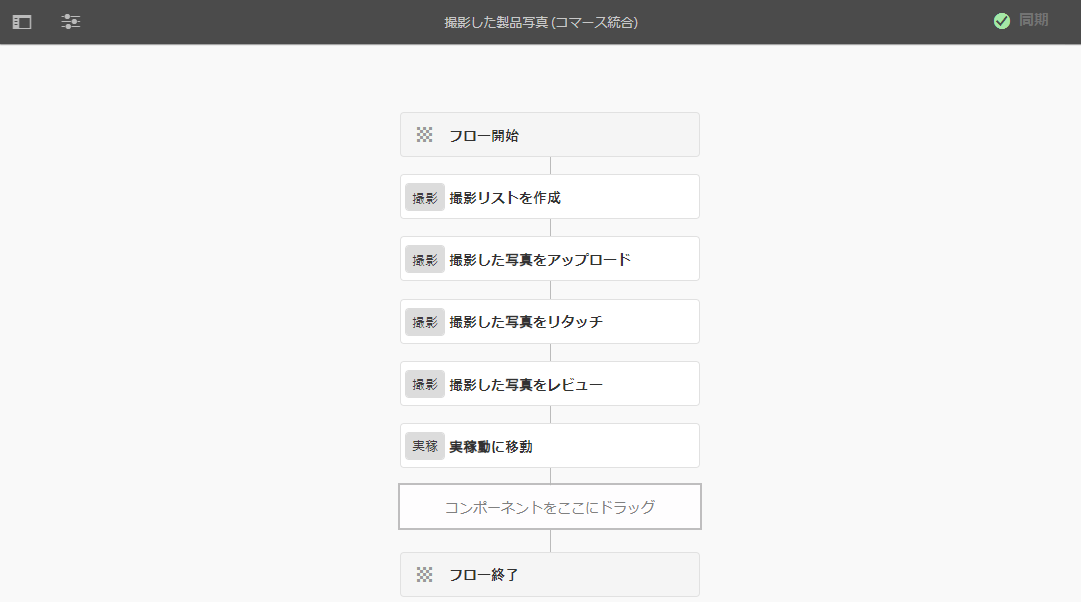 撮影した製品写真 (コマース統合)
同期
フロー開始
撮影 撮影リストを作成
撮影 撮影した写真をアップロード
撮影 撮影した写真をリタッチ
撮影 撮影した写真をレビュー
実稼 実稼動に移動
コンポーネントをここにドラッグ
フロー終了